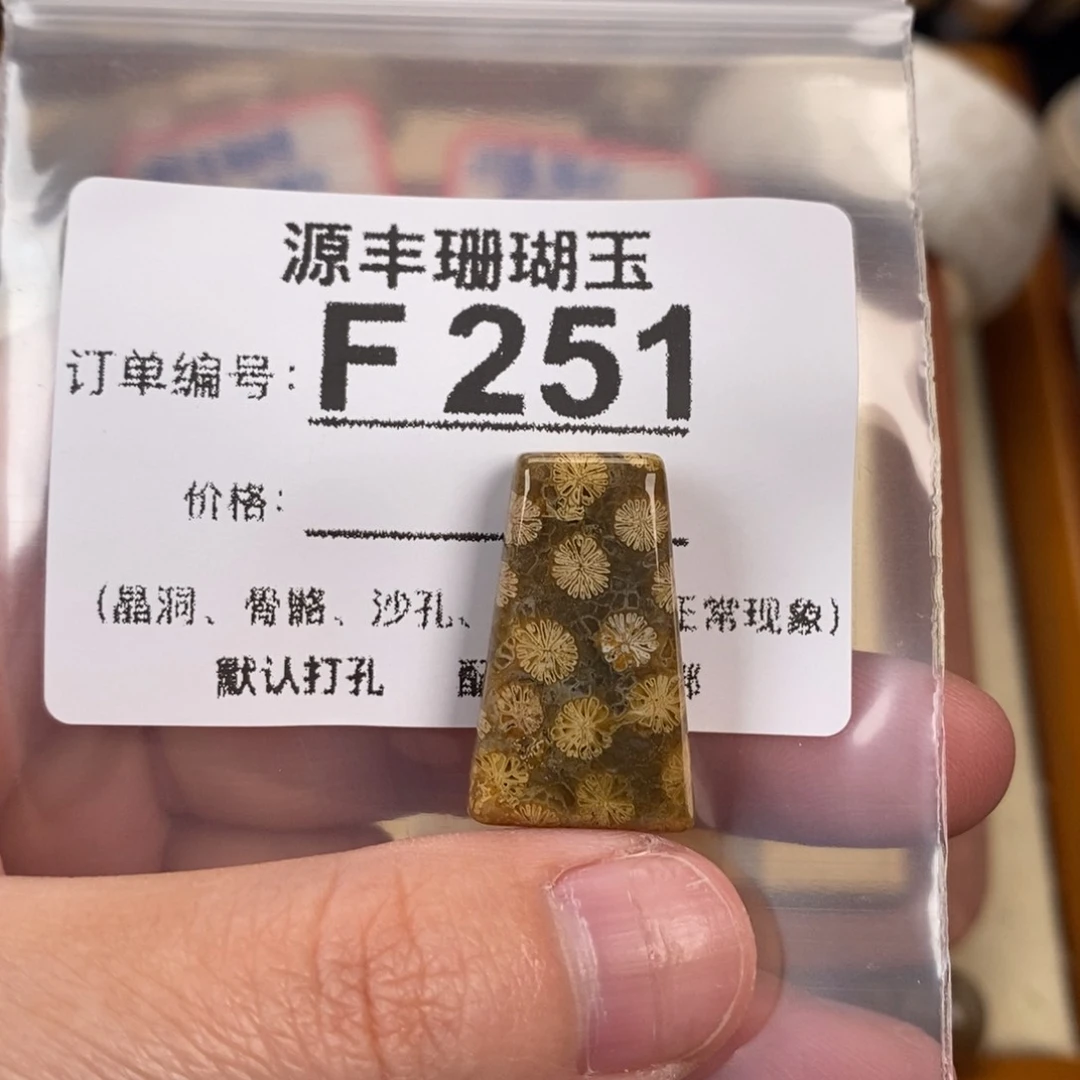 源丰珊瑚玉
订单编号: F 251
价格:
(晶洞、骨骼、沙孔、正常现象)
默认打孔 配